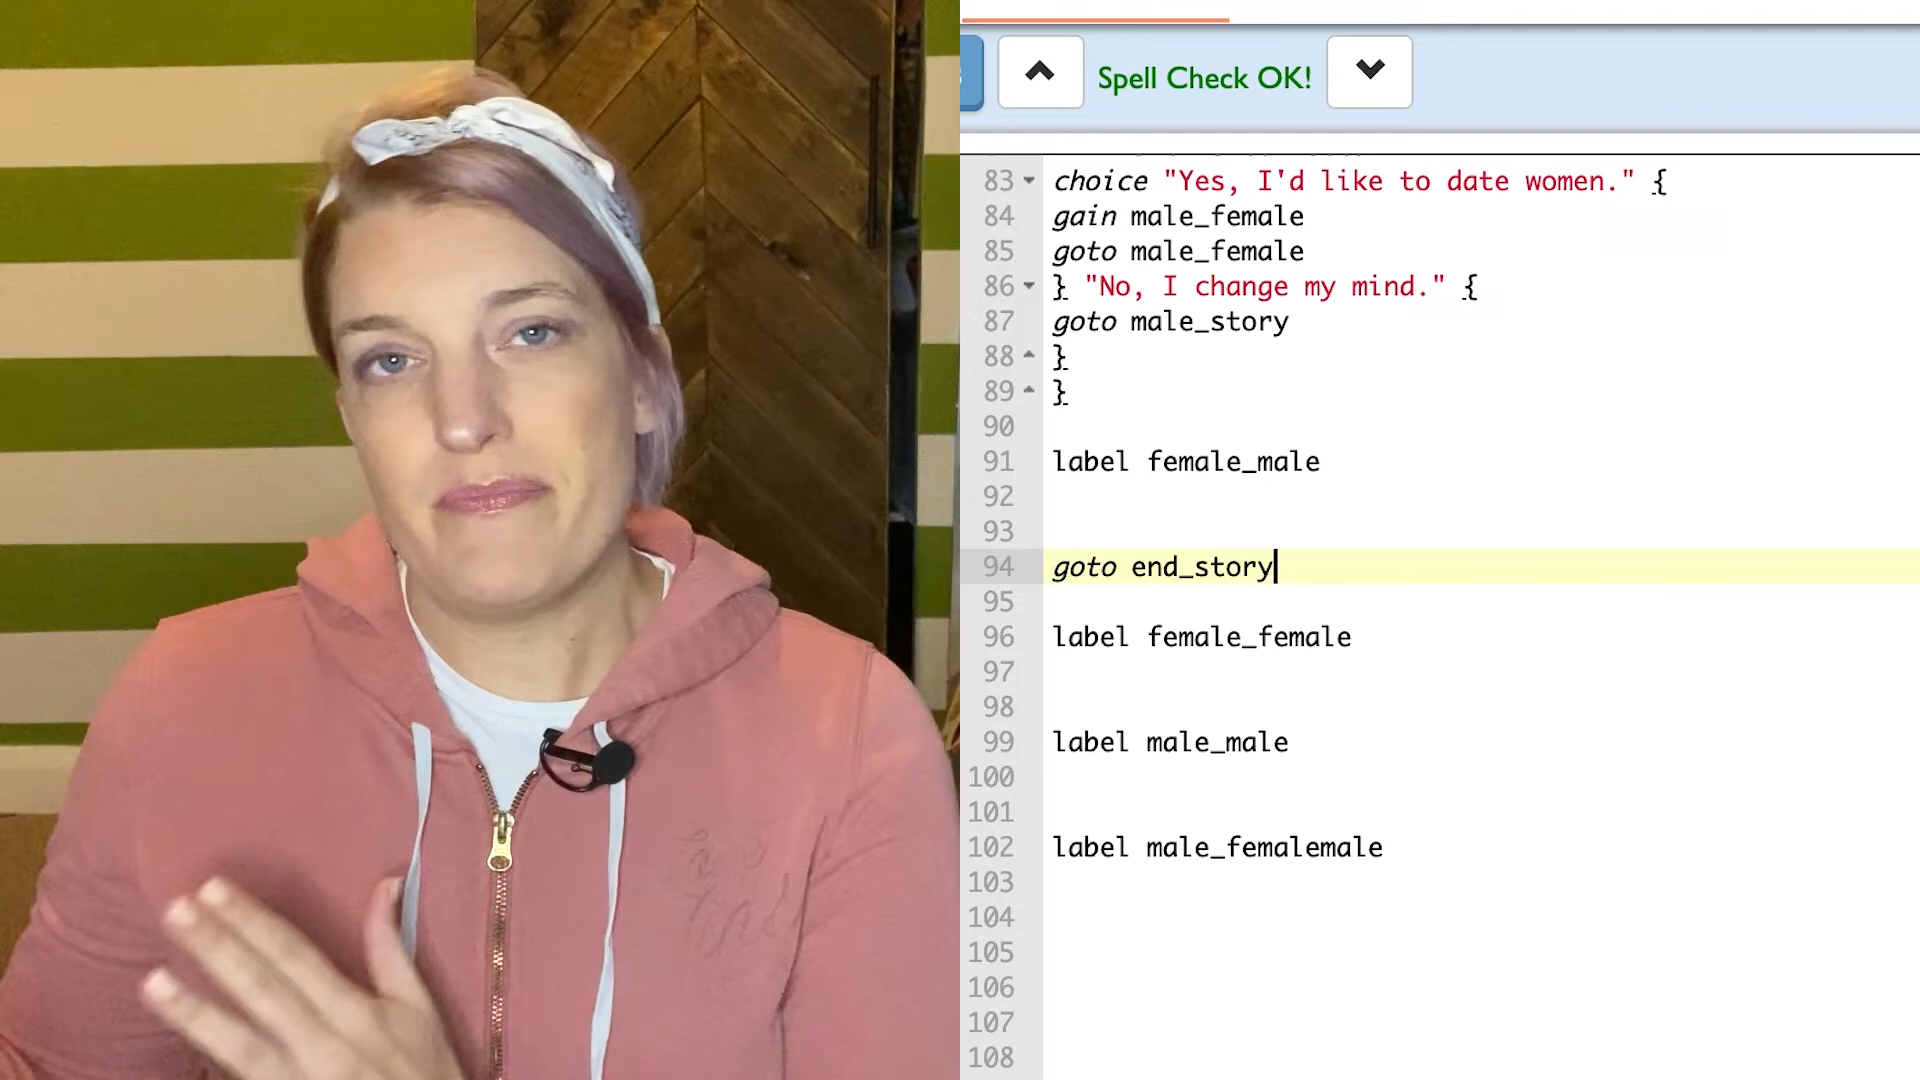 Spell Check OK!
83 choice "Yes, I'd like to date women." {
84 gain male_female
85 goto male_female
86 } "No, I change my mind." {
87 goto male_story
88 }
89 }
90
91 label female_male
92
93
94 goto end_story
95
96 label female_female
97
98
99 label male_male
100
101
102 label male_femalemale
103
104
105
106
107
108